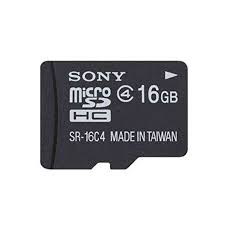 SONY
micro SD HC 4 16GB
SR-16C4 MADE IN TAIWAN